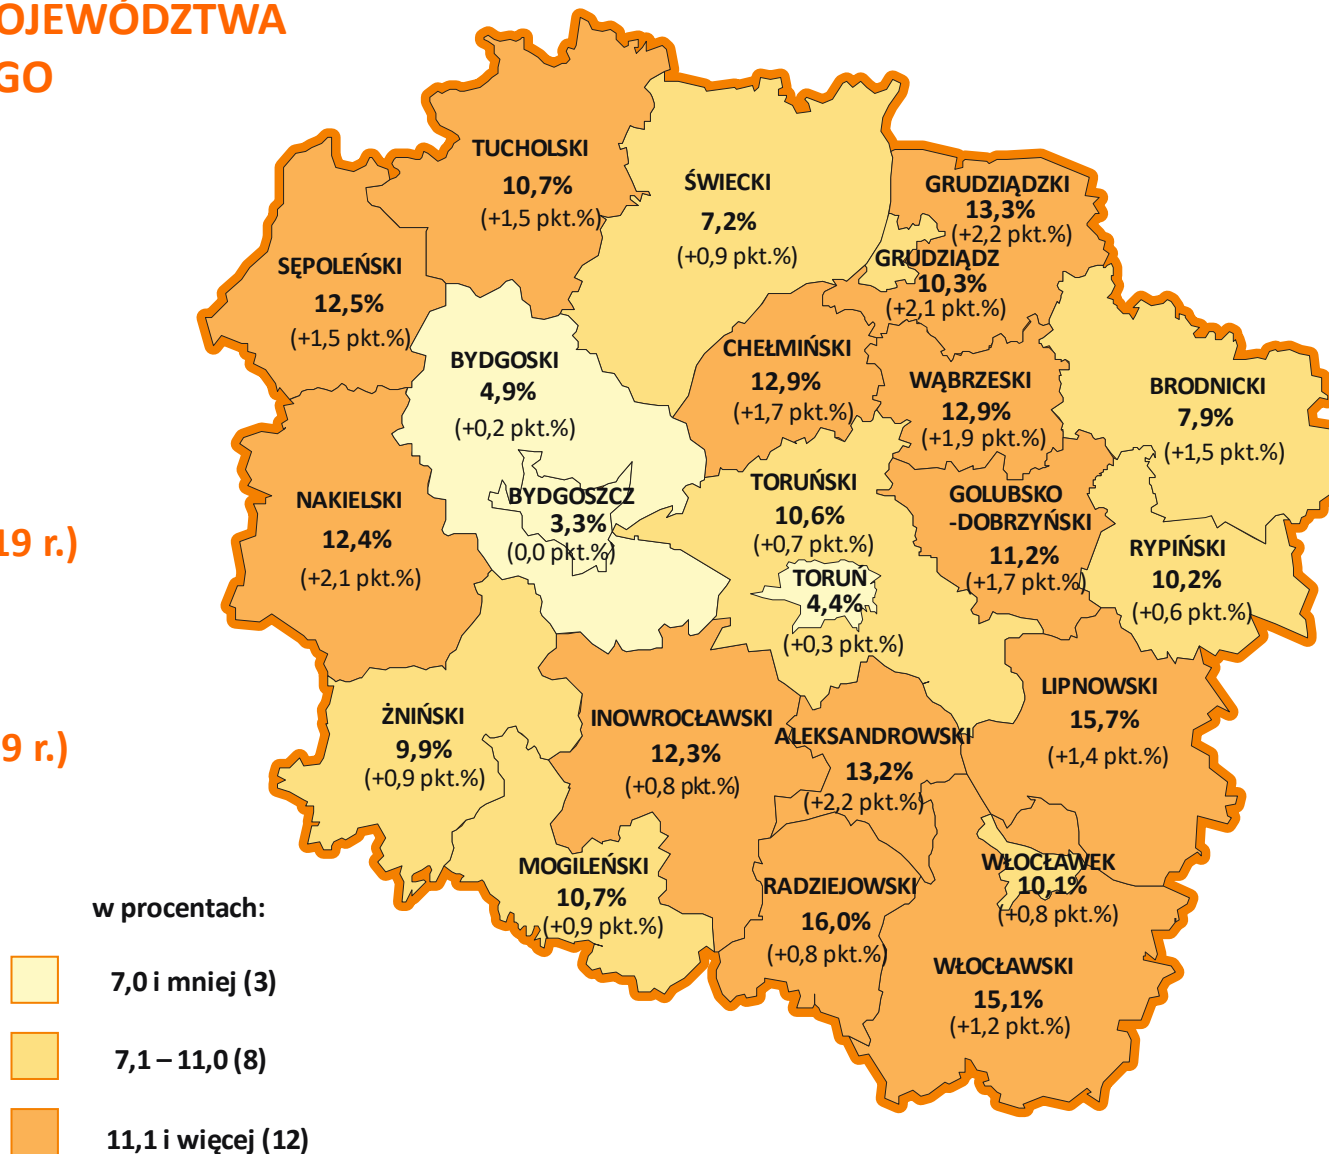 OJEWÓDZTWA
GO
TUCHOLSKI
10,7%
(+1,5 pkt.%)
ŚWIECKI
7,2%
(+0,9 pkt.%)
GRUDZIĄDZKI
13,3%
(+2,2 pkt.%)
GRUDZIĄDZ
10,3%
(+2,1 pkt.%)
SĘPOLEŃSKI
12,5%
(+1,5 pkt.%)
BYDGOSKI
4,9%
(+0,2 pkt.%)
CHEŁMIŃSKI
12,9%
(+1,7 pkt.%)
WĄBRZESKI
12,9%
(+1,9 pkt.%)
BRODNICKI
7,9%
(+1,5 pkt.%)
NAKIELSKI
12,4%
(+2,1 pkt.%)
BYDGOSZCZ
3,3%
(0,0 pkt.%)
TORUŃSKI
10,6%
(+0,7 pkt.%)
TORUŃ
4,4%
(+0,3 pkt.%)
GOLUBSKO
-DOBRZYŃSKI
11,2%
(+1,7 pkt.%)
RYPIŃSKI
10,2%
(+0,6 pkt.%)
19 r.)
ŻNIŃSKI
9,9%
(+0,9 pkt.%)
INOWROCŁAWSKI
12,3%
(+0,8 pkt.%)
ALEKSANDROWSKI
13,2%
(+2,2 pkt.%)
LIPNOWSKI
15,7%
(+1,4 pkt.%)
9 r.)
MOGILEŃSKI
10,7%
(+0,9 pkt.%)
RADZIEJOWSKI
16,0%
(+0,8 pkt.%)
WŁOCŁAWEK
10,1%
(+0,8 pkt.%)
WŁOCŁAWSKI
15,1%
(+1,2 pkt.%)
w procentach:
7,0 i mniej (3)
7,1 – 11,0 (8)
11,1 i więcej (12)